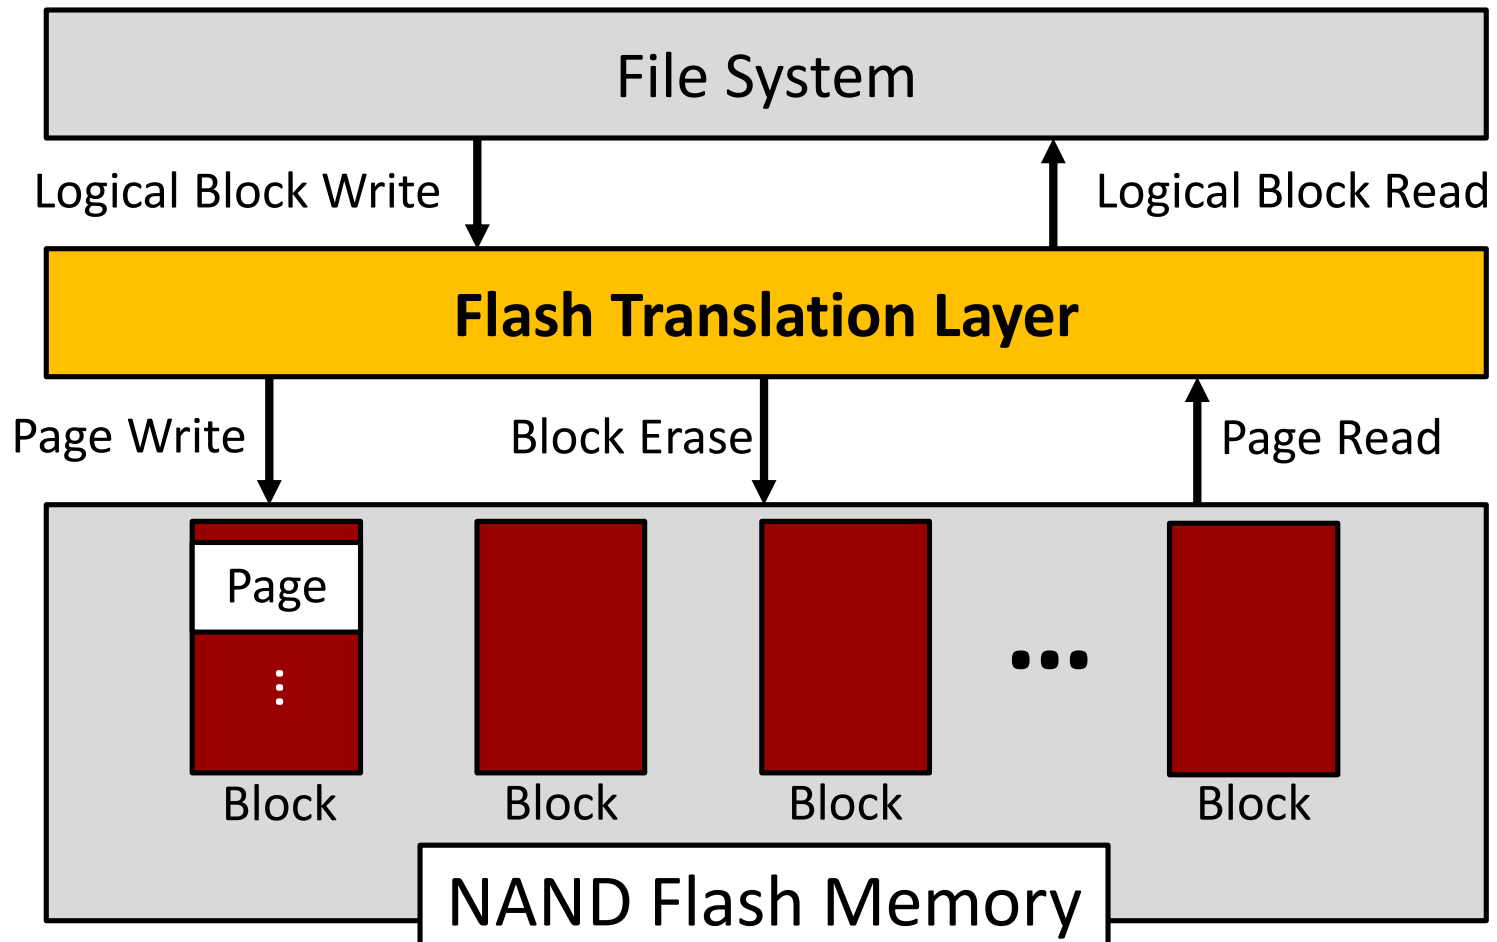 File System
Logical Block Write
Logical Block Read
Flash Translation Layer
Page Write
Block Erase
Page Read
Page
⋮
...
Block
Block
Block
Block
NAND Flash Memory